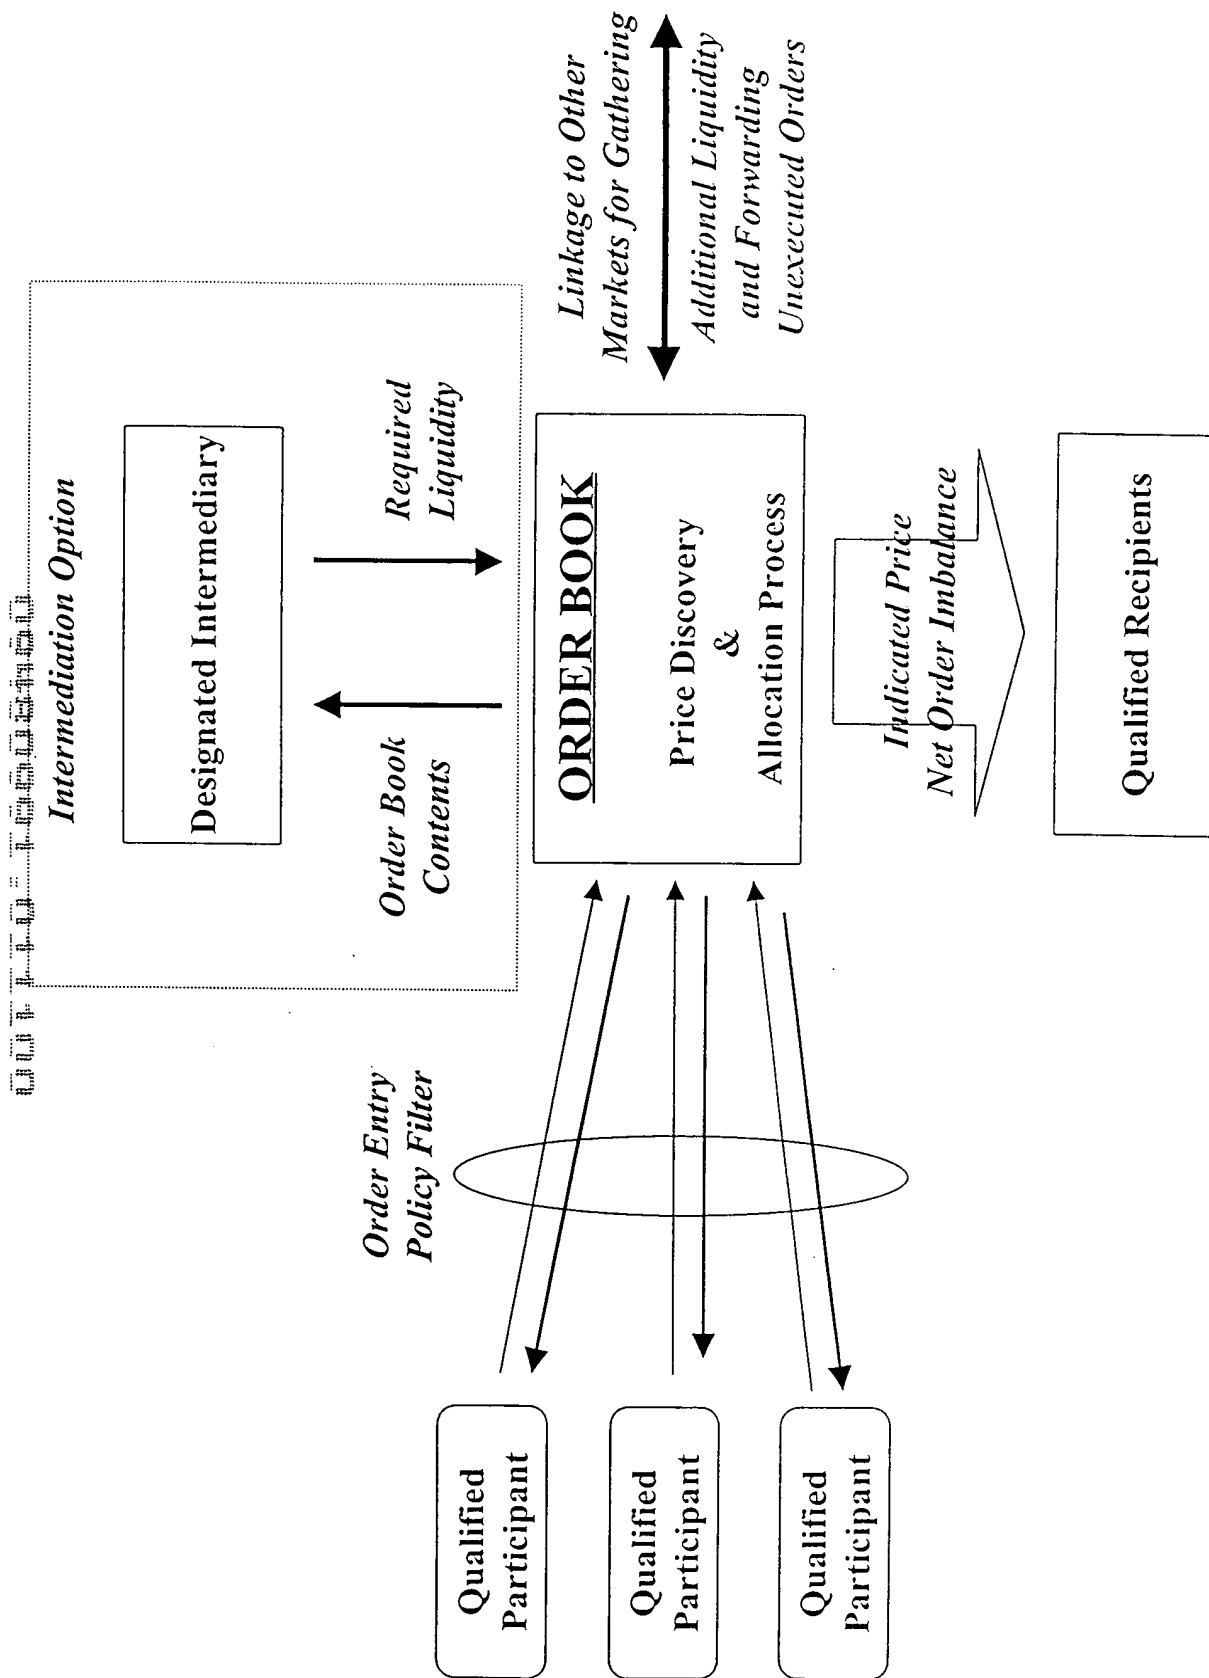 Intermediation Option
Designated Intermediary
Order Book
Contents
Required
Liquidity
Order Entry
Policy Filter
Qualified
Participant
Qualified
Participant
Qualified
Participant
ORDER BOOK
Price Discovery
&
Allocation Process
Linkage to Other
Markets for Gathering
Additional Liquidity
and Forwarding
Unexecuted Orders
Indicated Price
Net Order Imbalance
Qualified Recipients